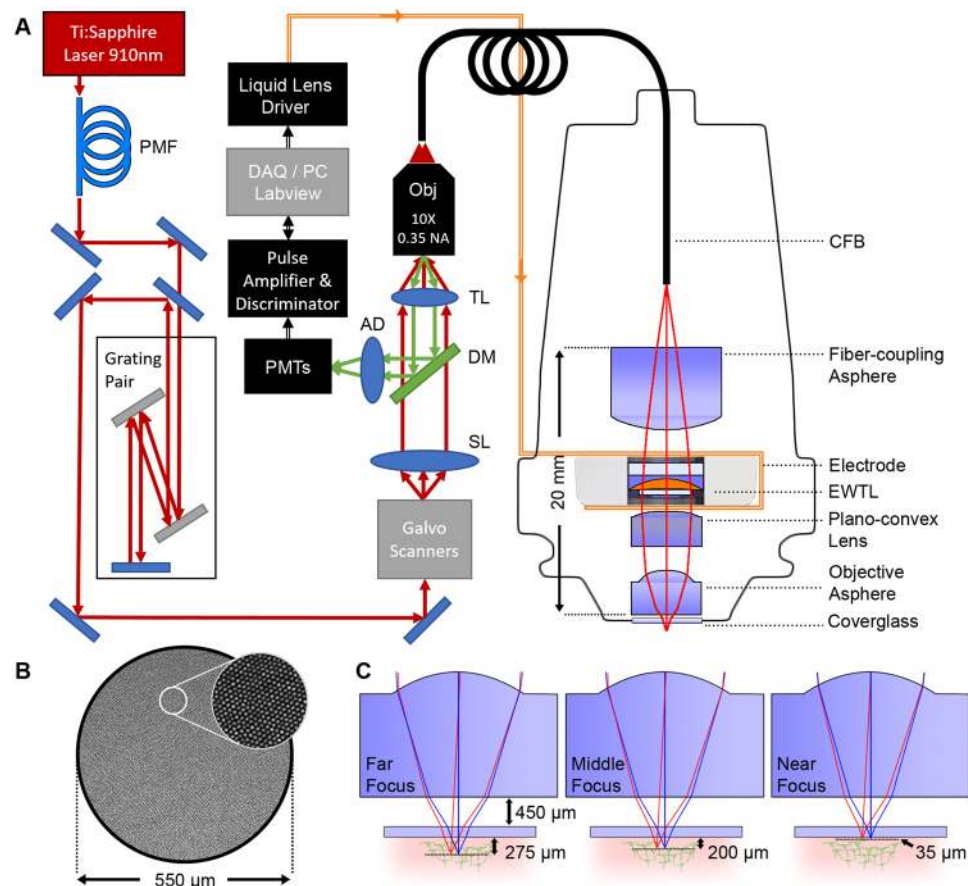 A
Ti:Sapphire
Laser 910nm
PMF
Grating
Pair
Liquid Lens
Driver
DAQ / PC
Labview
Pulse
Amplifier &
Discriminator
PMTs
AD
Obj
10X
0.35 NA
TL
DM
SL
Galvo
Scanners
CFB
Fiber-coupling
Asphere
20 mm
Electrode
EWTL
Plano-convex
Lens
Objective
Asphere
Coverglass
B
550 μm
C
Far
Focus
450 μm
275 μm
Middle
Focus
200 μm
Near
Focus
35 μm